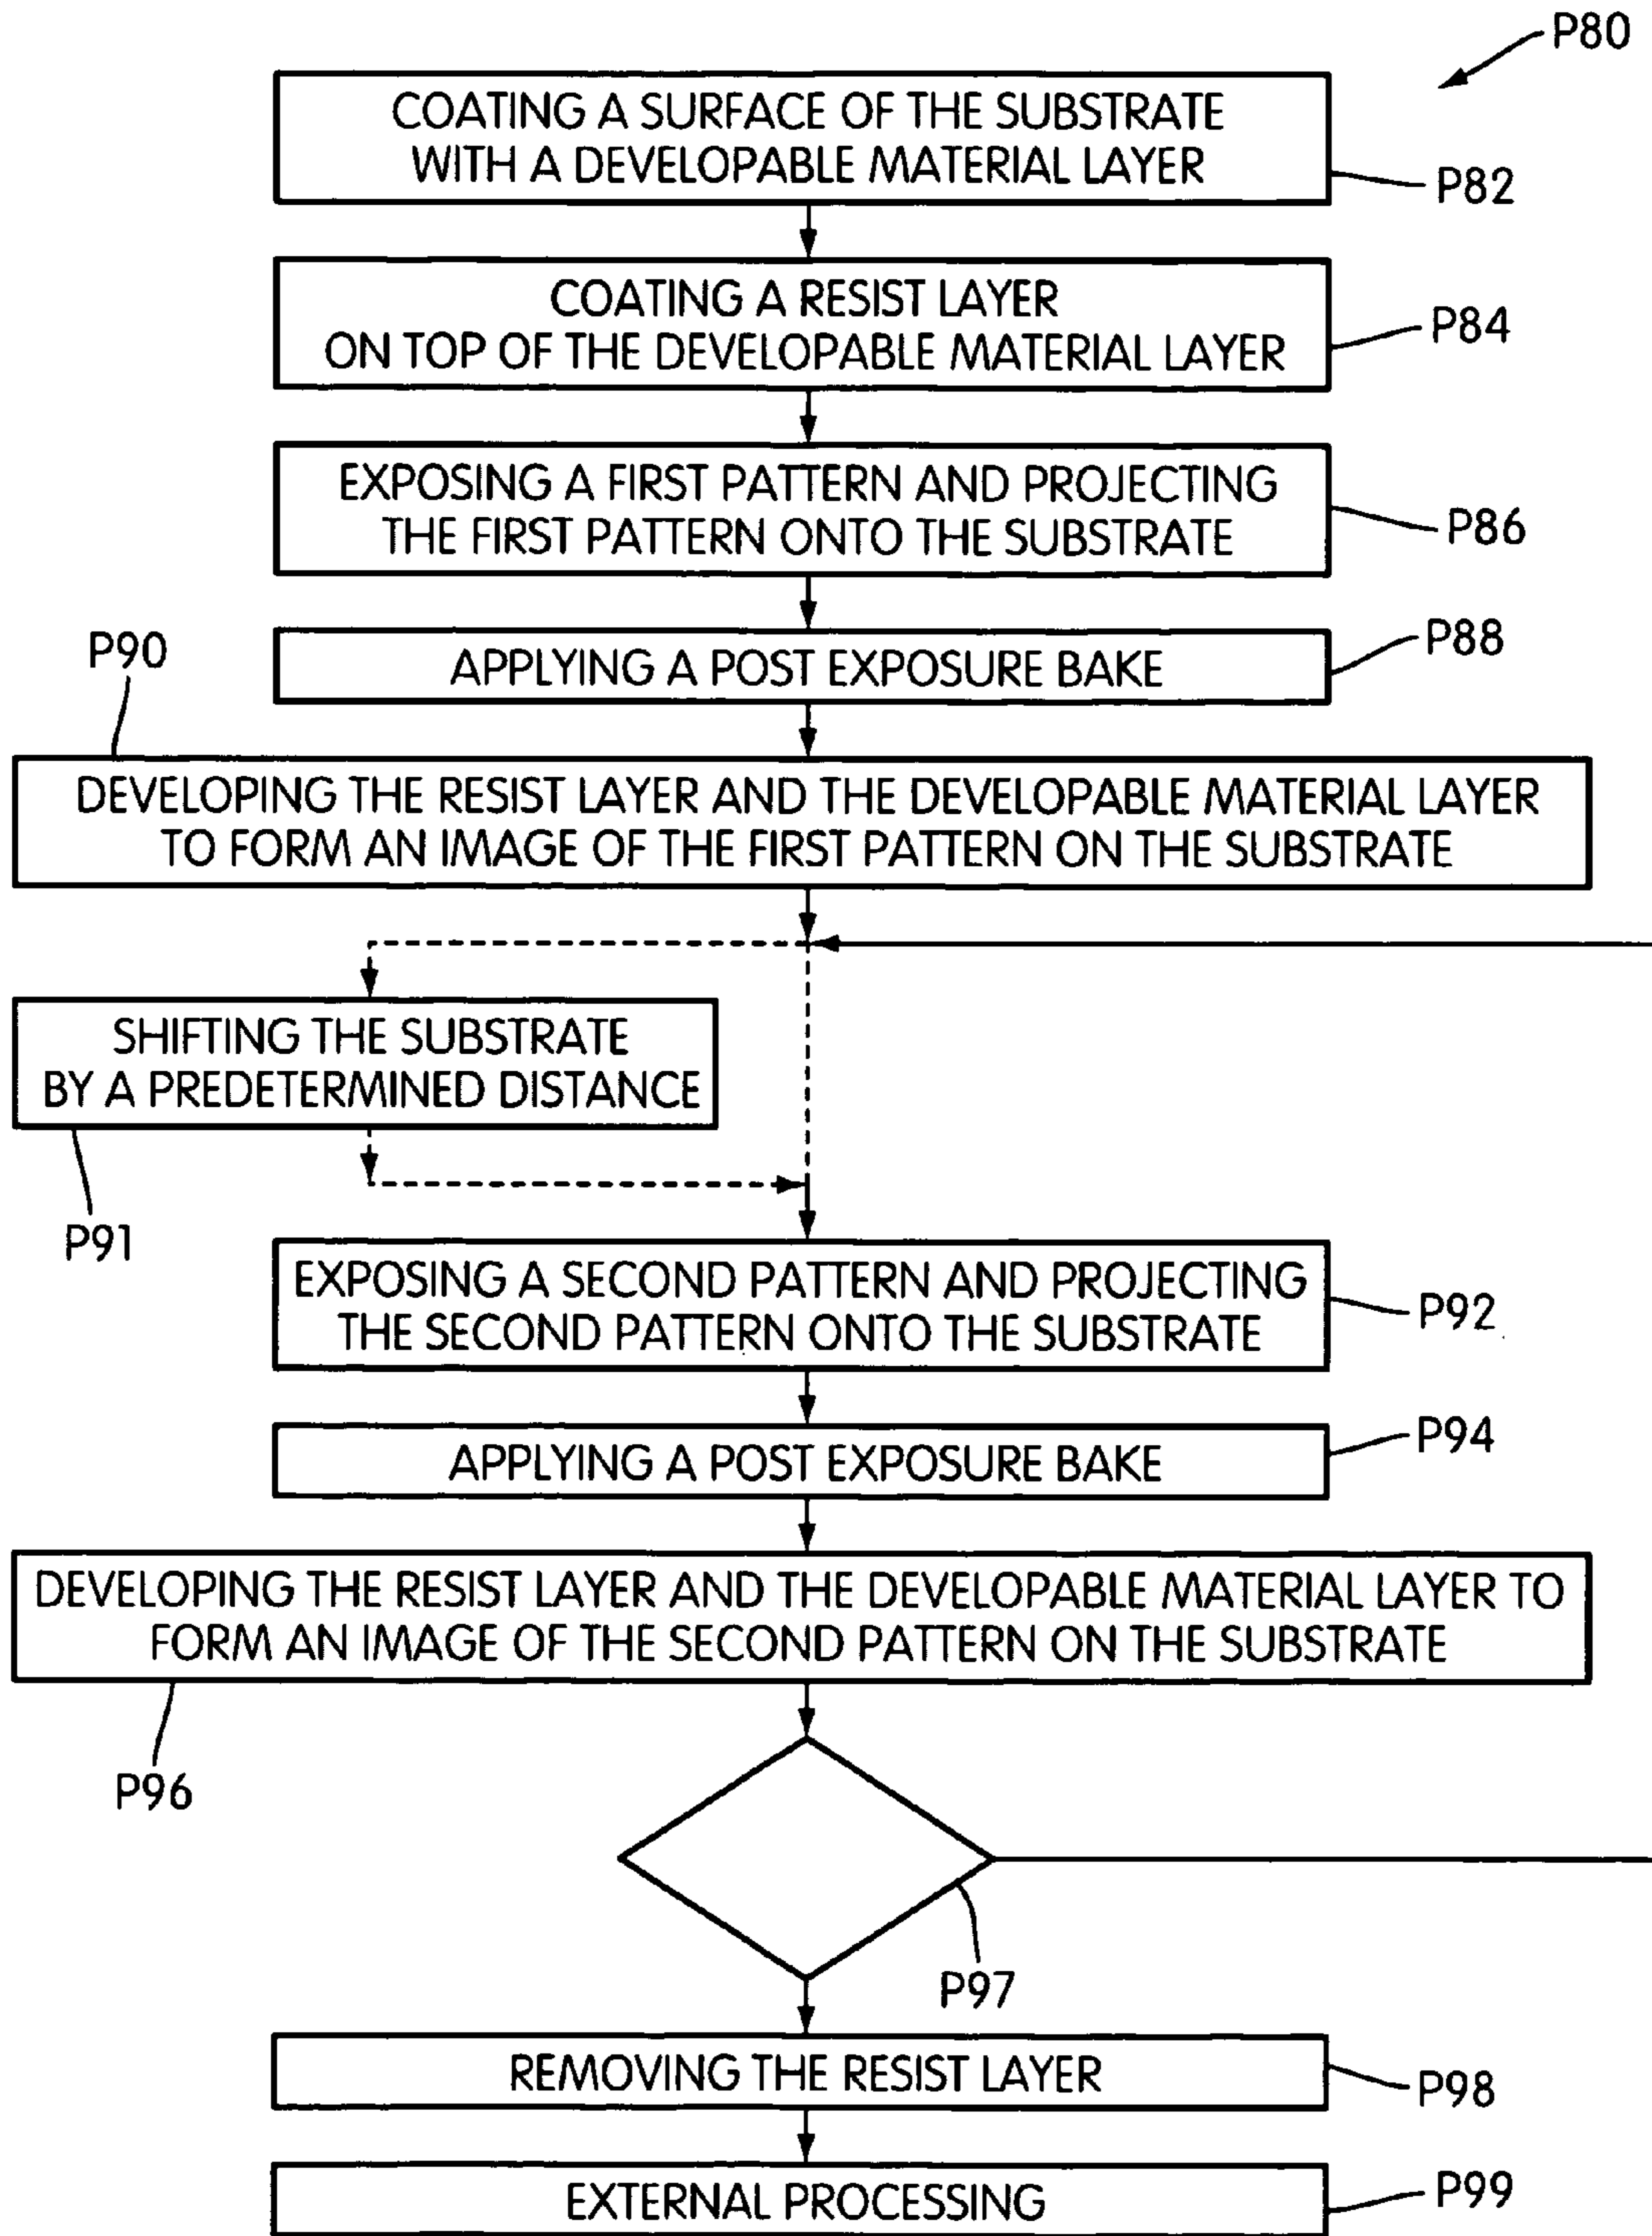 P80
COATING A SURFACE OF THE SUBSTRATE
WITH A DEVELOPABLE MATERIAL LAYER
P82
COATING A RESIST LAYER
ON TOP OF THE DEVELOPABLE MATERIAL LAYER
P84
EXPOSING A FIRST PATTERN AND PROJECTING
THE FIRST PATTERN ONTO THE SUBSTRATE
P86
APPLYING A POST EXPOSURE BAKE
P88
P90
DEVELOPING THE RESIST LAYER AND THE DEVELOPABLE MATERIAL LAYER
TO FORM AN IMAGE OF THE FIRST PATTERN ON THE SUBSTRATE
SHIFTING THE SUBSTRATE
BY A PREDETERMINED DISTANCE
P91
EXPOSING A SECOND PATTERN AND PROJECTING
THE SECOND PATTERN ONTO THE SUBSTRATE
P92
APPLYING A POST EXPOSURE BAKE
P94
DEVELOPING THE RESIST LAYER AND THE DEVELOPABLE MATERIAL LAYER TO
FORM AN IMAGE OF THE SECOND PATTERN ON THE SUBSTRATE
P96
P97
REMOVING THE RESIST LAYER
P98
EXTERNAL PROCESSING
P99